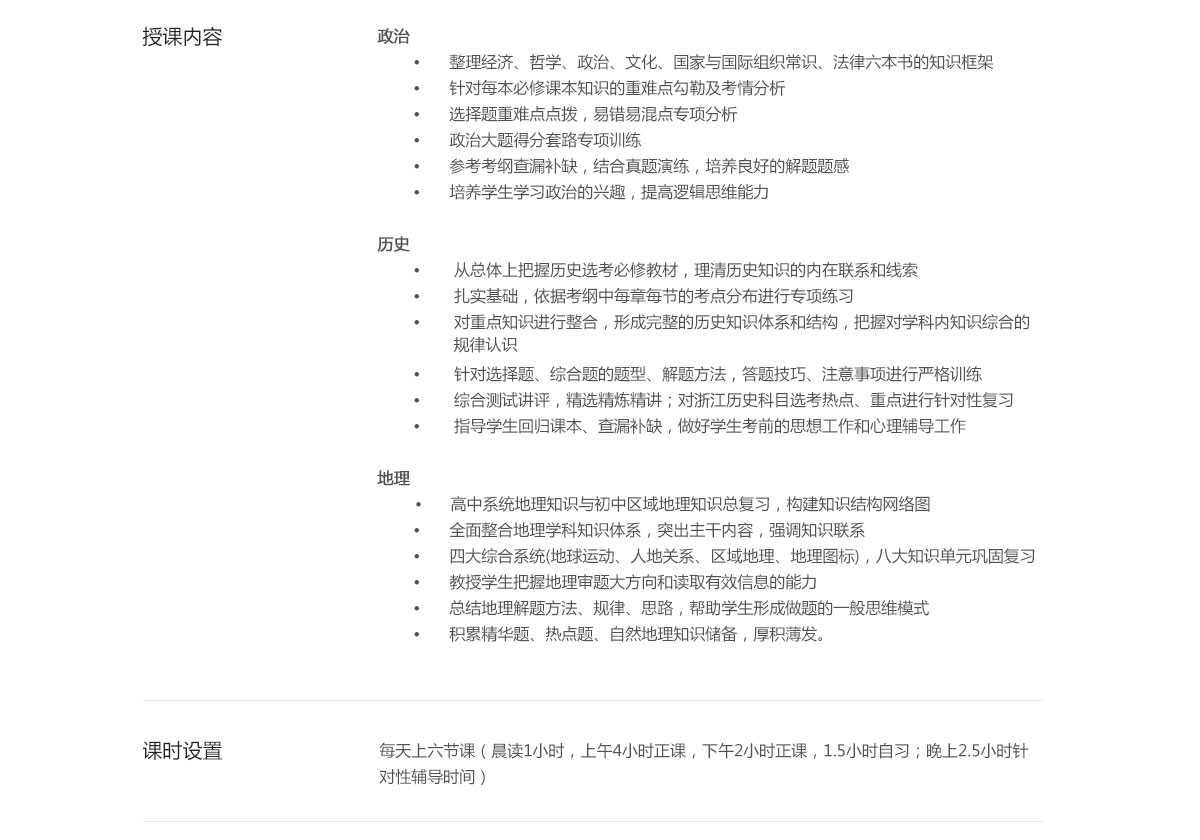 授课内容
政治
• 整理经济、哲学、政治、文化、国家与国际组织常识、法律六本书的知识框架
• 针对每本必修课本知识的重难点勾勒及考情分析
• 选择题重难点点拨，易错易混点专项分析
• 政治大题得分套路专项训练
• 参考考纲查漏补缺，结合真题演练，培养良好的解题题感
• 培养学生学习政治的兴趣，提高逻辑思维能力
历史
• 从总体上把握历史选考必修教材，理清历史知识的内在联系和线索
• 扎实基础，依据考纲中每章每节的考点分布进行专项练习
• 对重点知识进行整合，形成完整的历史知识体系和结构，把握对学科内知识综合的
规律认识
• 针对选择题、综合题的题型、解题方法，答题技巧、注意事项进行严格训练
• 综合测试讲评，精选精炼精讲；对浙江历史科目选考热点、重点进行针对性复习
• 指导学生回归课本、查漏补缺，做好学生考前的思想工作和心理辅导工作
地理
• 高中系统地理知识与初中区域地理知识总复习，构建知识结构网络图
• 全面整合地理学科知识体系，突出主干内容，强调知识联系
• 四大综合系统(地球运动、人地关系、区域地理、地理图标)，八大知识单元巩固复习
• 教授学生把握地理审题大方向和读取有效信息的能力
• 总结地理解题方法、规律、思路，帮助学生形成做题的一般思维模式
• 积累精华题、热点题、自然地理知识储备，厚积薄发。
课时设置
每天上六节课（晨读1小时，上午4小时正课，下午2小时正课，1.5小时自习；晚上2.5小时针
对性辅导时间）